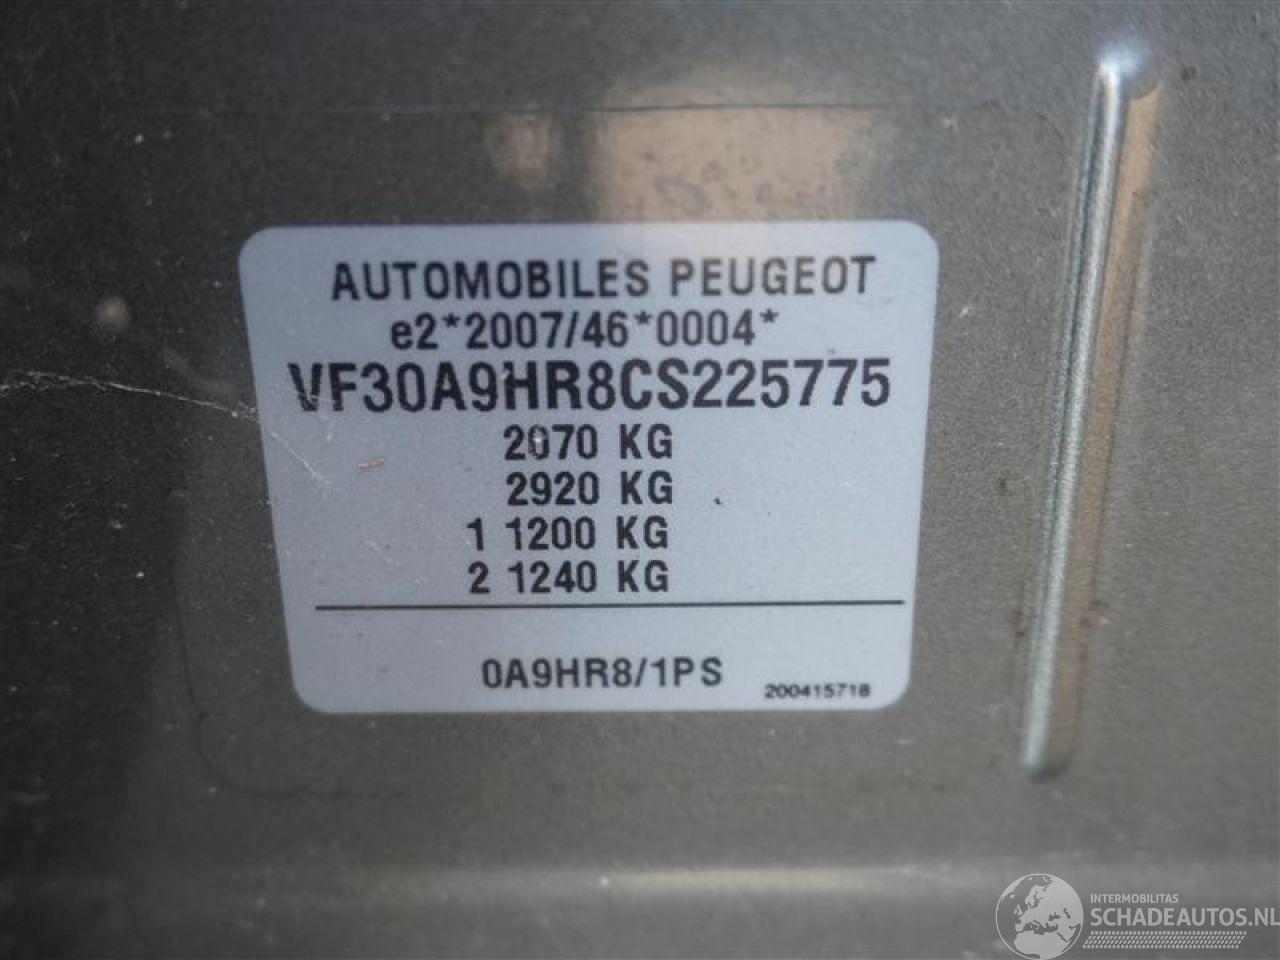 AUTOMOBILES PEUGEOT
e2*2007/46*0004*
VF30A9HR8CS225775
2070 KG
2920 KG
1 1200 KG
2 1240 KG
0A9HR8/1PS
200415718
INTERMOBILITAS
SCHADEAUTOS.NL